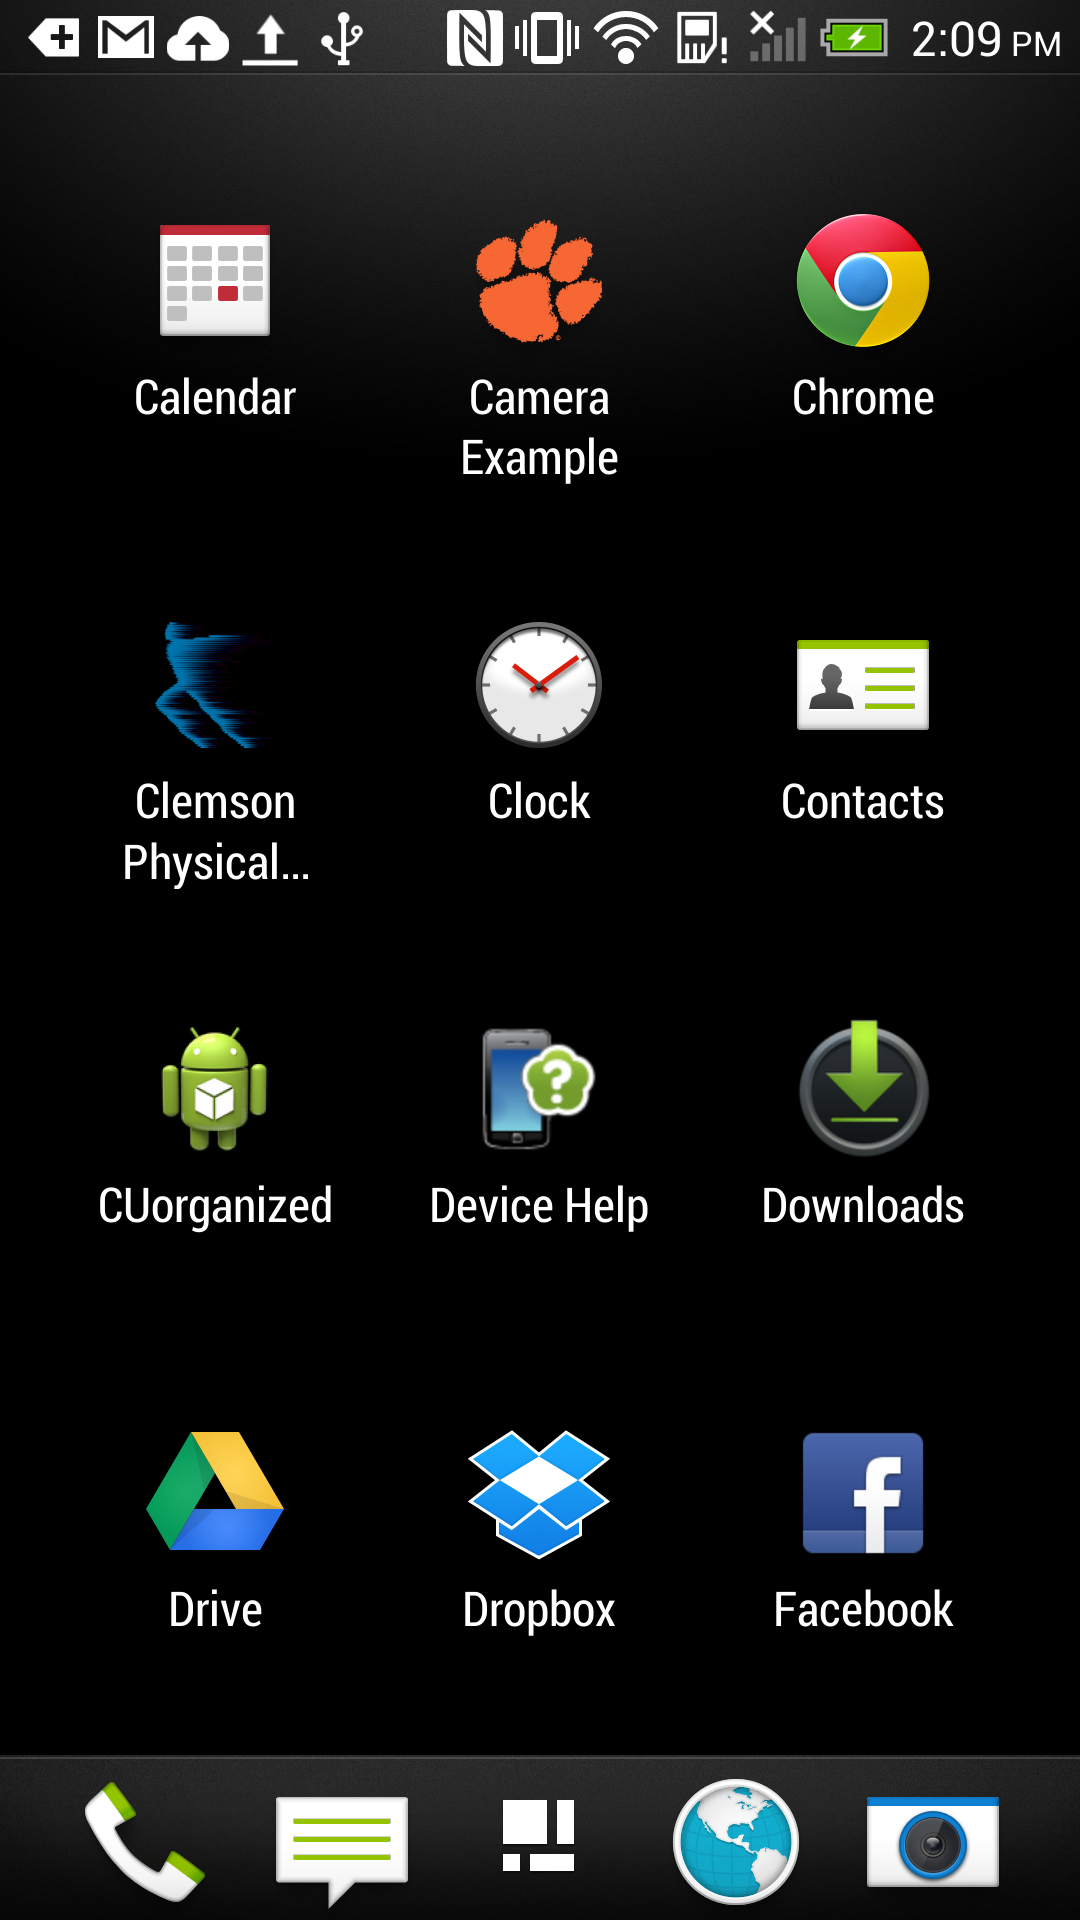 2:09 PM
Calendar
Camera
Example
Chrome
Clemson
Physical...
Clock
Contacts
CUorganized
Device Help
Downloads
Drive
Dropbox
Facebook